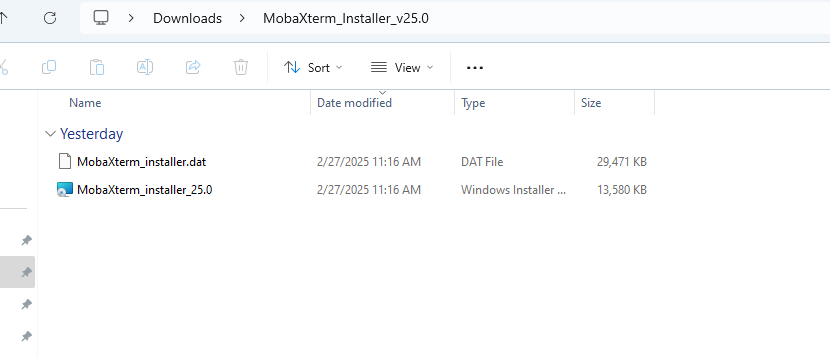 Downloads > MobaXterm_Installer_v25.0
Sort View ...
Name Date modified Type Size
Yesterday
MobaXterm_installer.dat 2/27/2025 11:16 AM DAT File 29,471 KB
MobaXterm_installer_25.0 2/27/2025 11:16 AM Windows Installer ... 13,580 KB